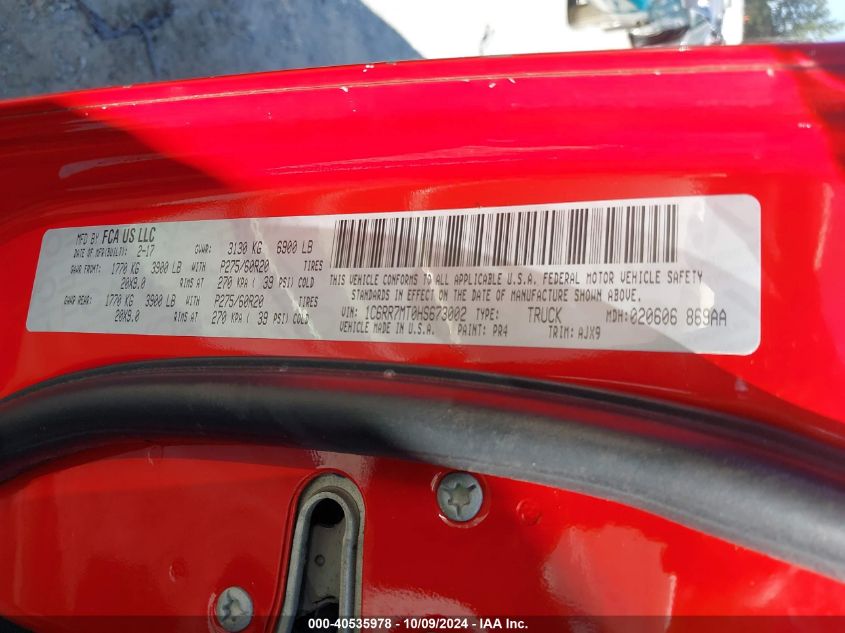 MFD BY FCA US LLC
DATE OF MFR(BUILT): 2-17 GVWR: 3130 KG 6900 LB
GAWR FRONT: 1770 KG 3900 LB WITH P275/60R20 TIRES
20X9.0 RIMS AT 270 KPA ( 39 PSI) COLD
GAWR REAR: 1770 KG 3900 LB WITH P275/60R20 TIRES
20X9.0 RIMS AT 270 KPA ( 39 PSI) COLD
THIS VEHICLE CONFORMS TO ALL APPLICABLE U.S.A. FEDERAL MOTOR VEHICLE SAFETY
STANDARDS IN EFFECT ON THE DATE OF MANUFACTURE SHOWN ABOVE.
VIN: 1C6RR7MT0HS673002 TYPE: TRUCK MDH: 020606 869AA
VEHICLE MADE IN U.S.A. PAINT: PR4 TRIM: AJX9
000-40535978 - 10/09/2024 - IAA Inc.